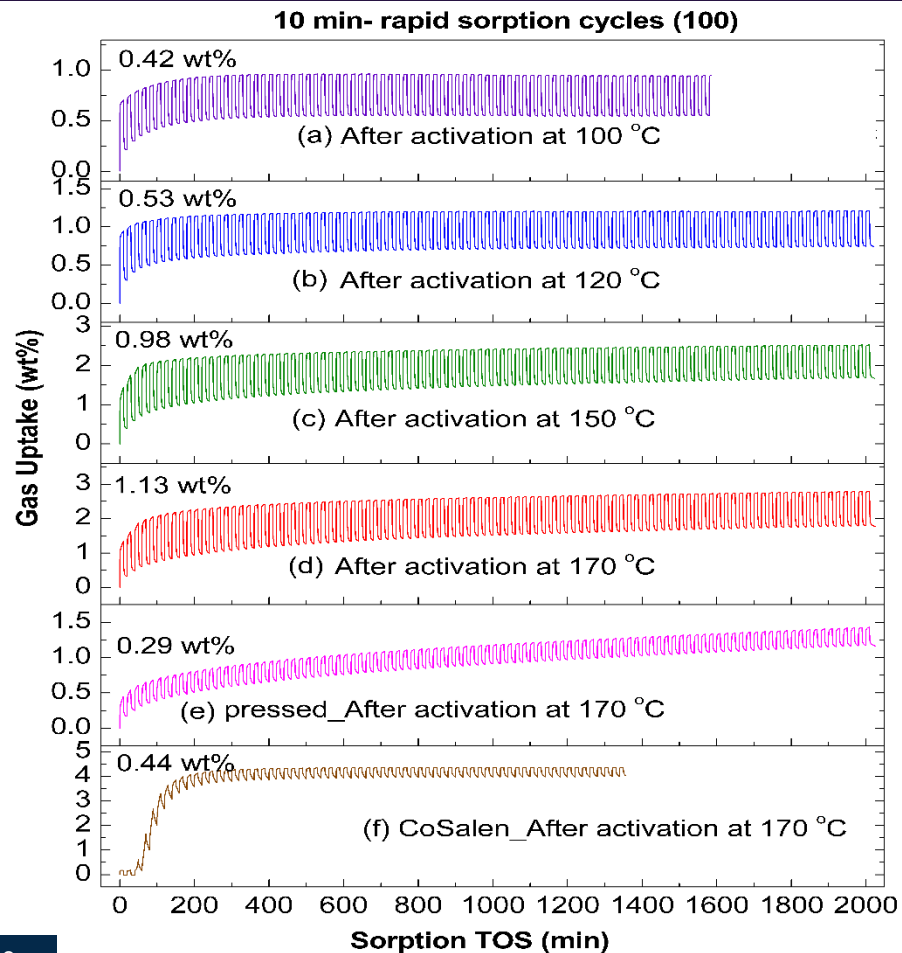 10 min- rapid sorption cycles (100)
Gas Uptake (wt%)
0.42 wt%
1.0
0.5
0.0
(a) After activation at 100 °C
0.53 wt%
1.5
1.0
0.5
0.0
(b) After activation at 120 °C
0.98 wt%
3
2
1
0
(c) After activation at 150 °C
1.13 wt%
3
2
1
0
(d) After activation at 170 °C
0.29 wt%
1.5
1.0
0.5
0.0
(e) pressed_After activation at 170 °C
0.44 wt%
5
4
3
2
1
0
(f) CoSalen_After activation at 170 °C
0 200 400 600 800 1000 1200 1400 1600 1800 2000
Sorption TOS (min)